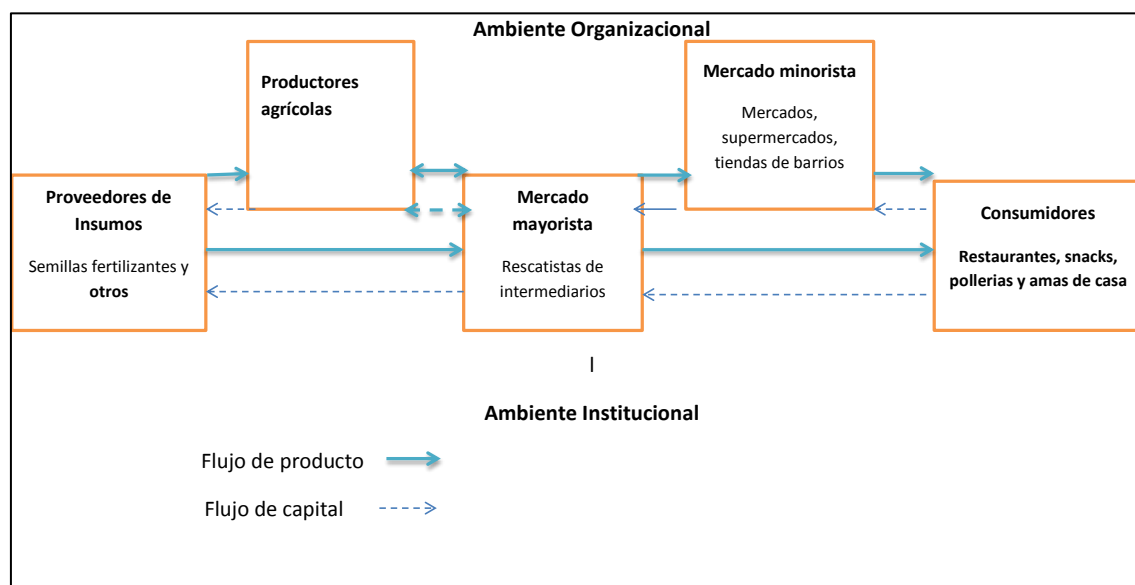 Ambiente Organizacional
Productores
agrícolas
Mercado minorista
Mercados,
supermercados,
tiendas de barrios
Proveedores de
Insumos
Semillas fertilizantes y
otros
Mercado
mayorista
Rescatistas de
intermediarios
Consumidores
Restaurantes, snacks,
pollerias y amas de casa
l
Ambiente Institucional
Flujo de producto
Flujo de capital